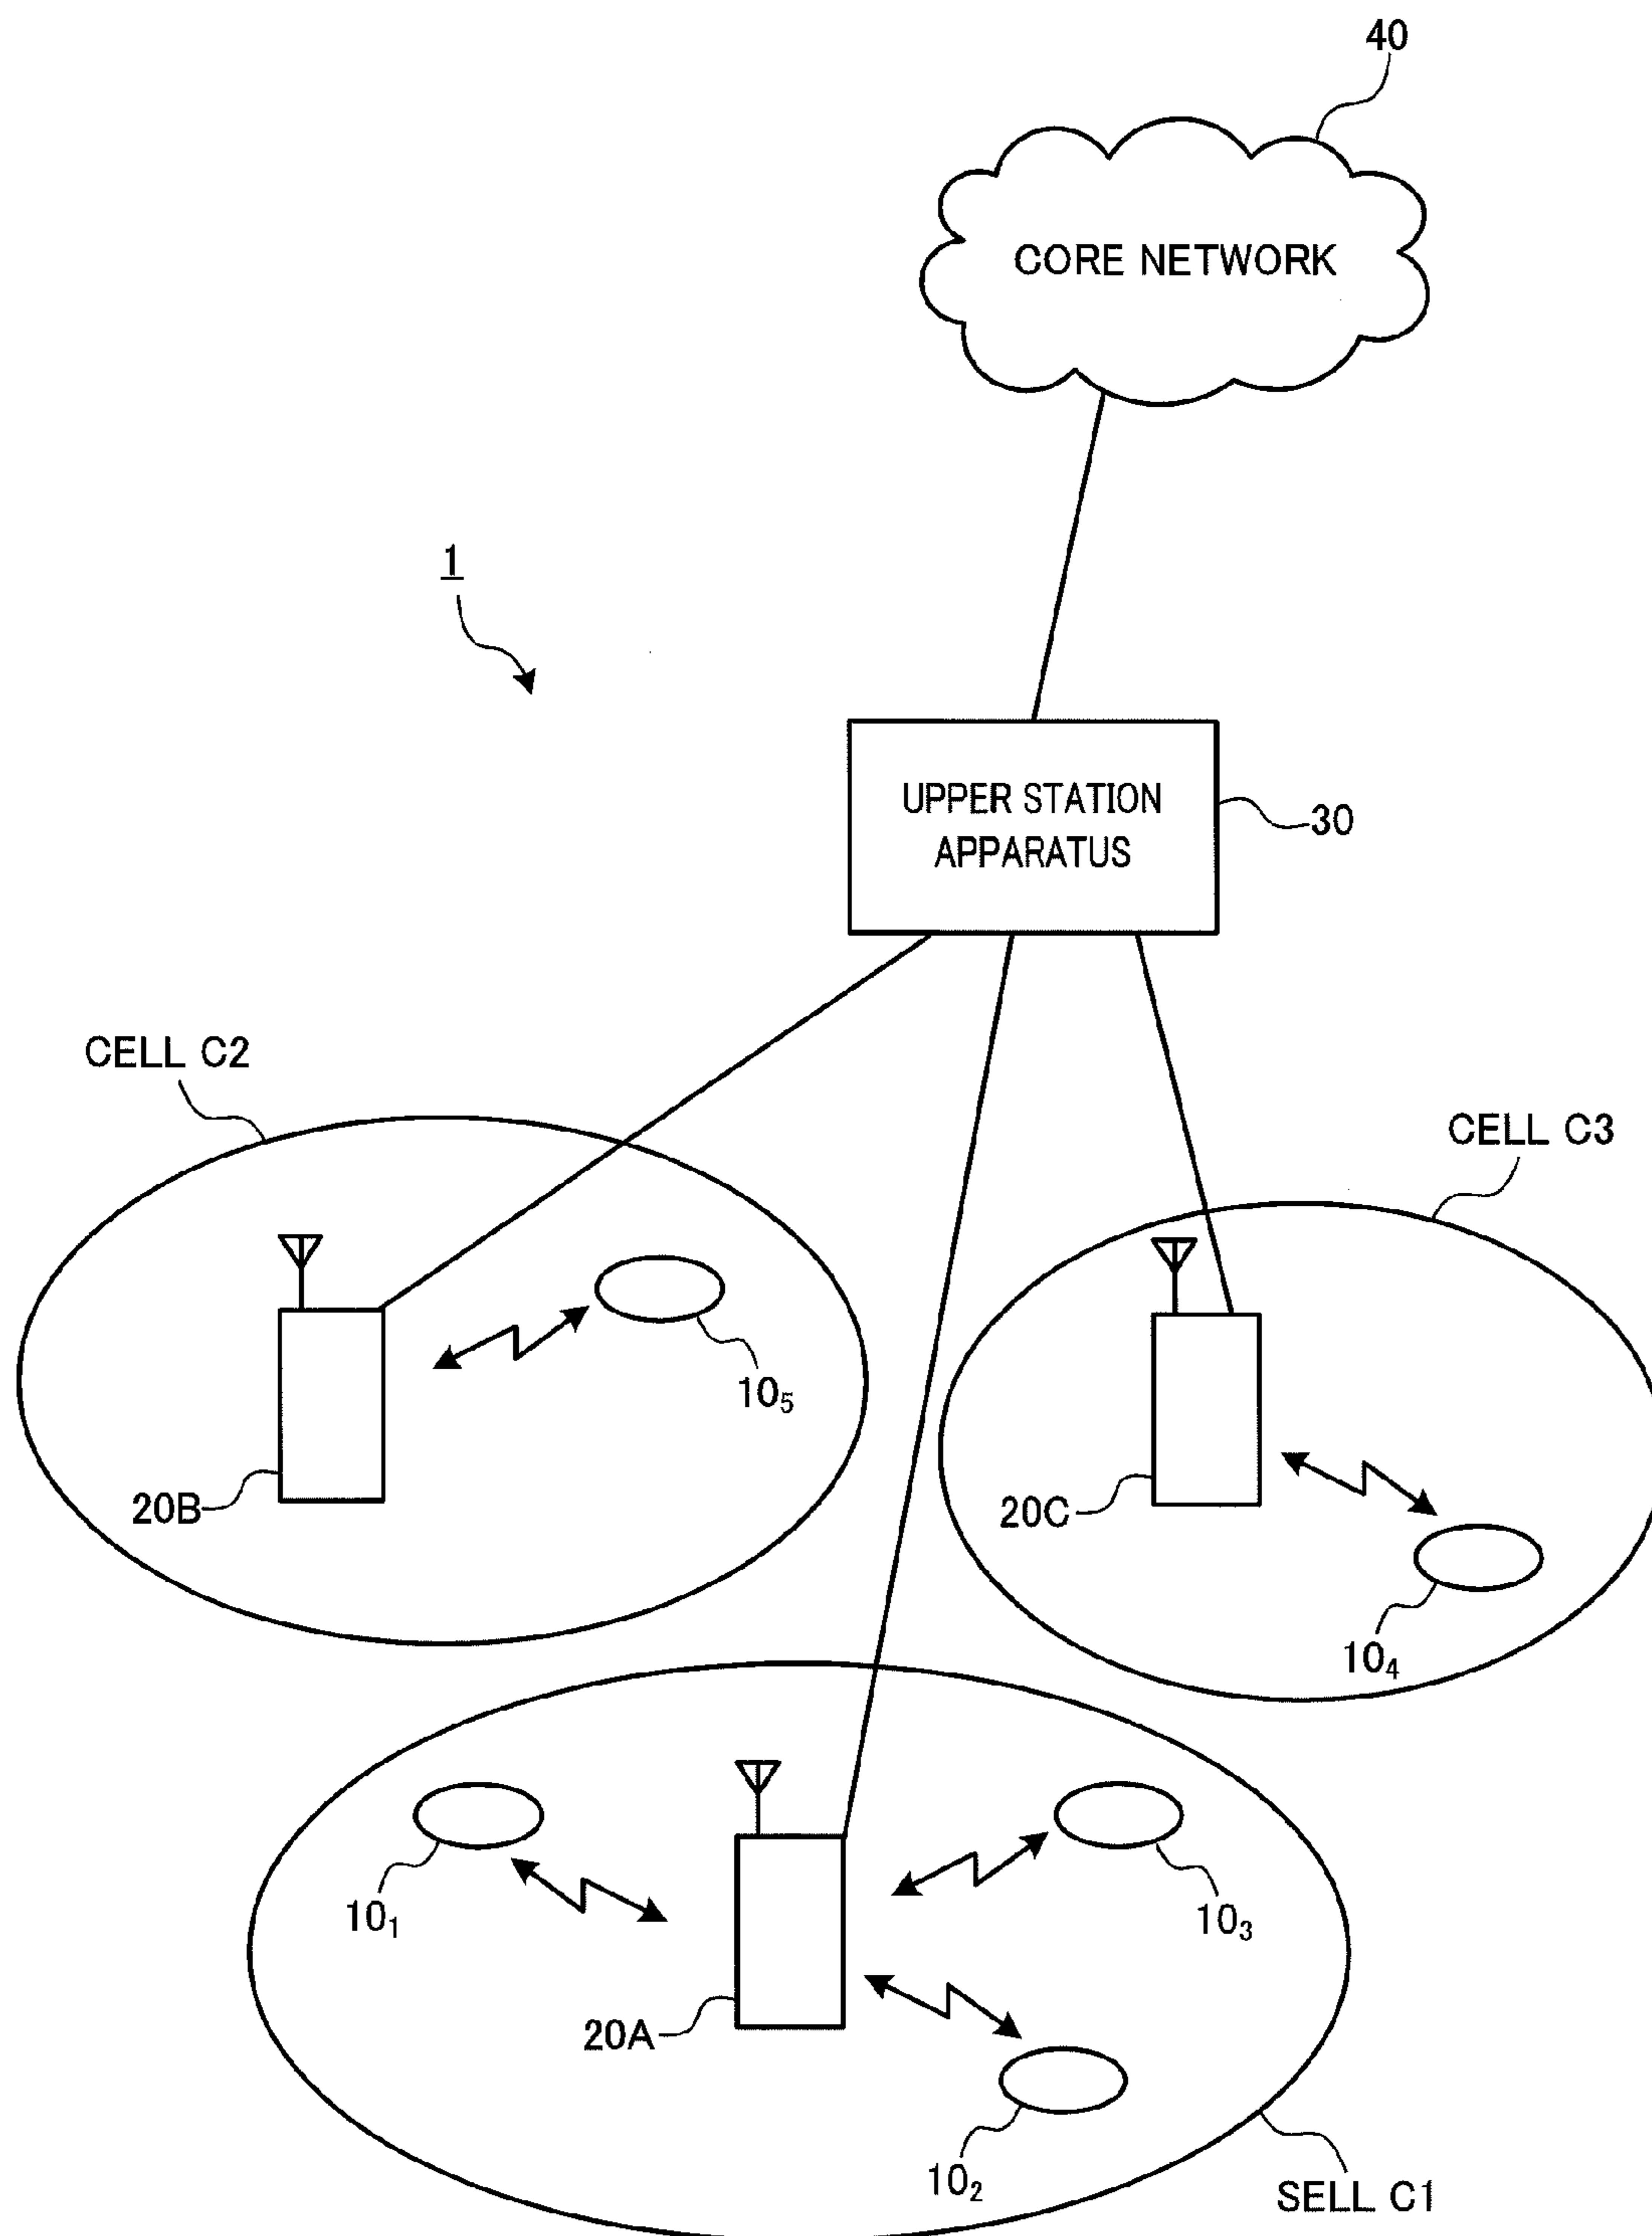 40
CORE NETWORK
1
UPPER STATION
APPARATUS
30
CELL C2
CELL C3
10₅
20B
20C
10₄
10₁
10₃
20A
10₂
SELL C1